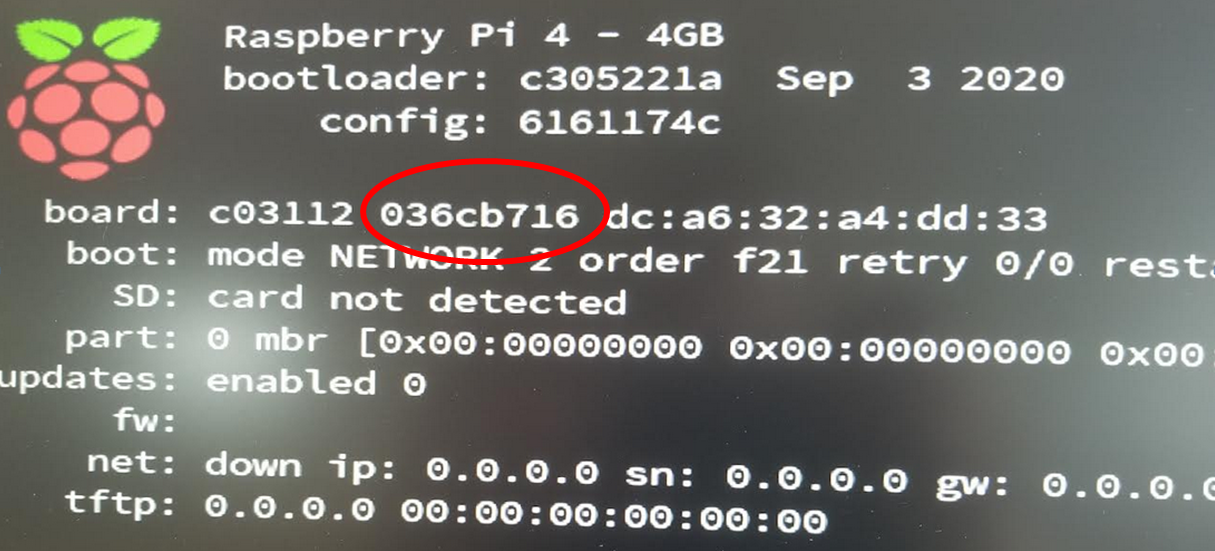 Raspberry Pi 4 - 4GB
bootloader: c305221a Sep 3 2020
config: 6161174c
board: c03112 036cb716 dc:a6:32:a4:dd:33
boot: mode NETWORK 2 order f21 retry 0/0 resta
SD: card not detected
part: 0 mbr [0x00:00000000 0x00:00000000 0x00:
updates: enabled 0
fw:
net: down ip: 0.0.0.0 sn: 0.0.0.0 gw: 0.0.0.0
tftp: 0.0.0.0 00:00:00:00:00:00